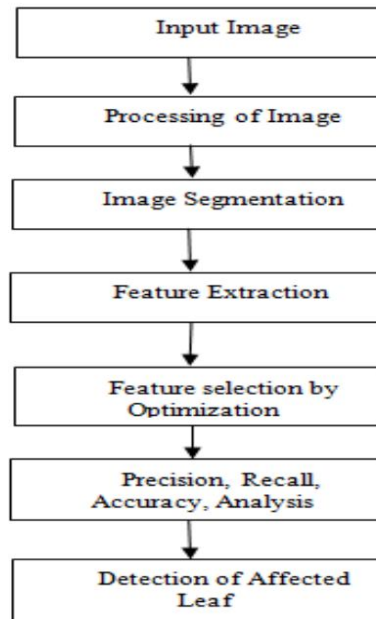 Input Image
Processing of Image
Image Segmentation
Feature Extraction
Feature selection by
Optimization
Precision, Recall,
Accuracy, Analysis
Detection of Affected
Leaf